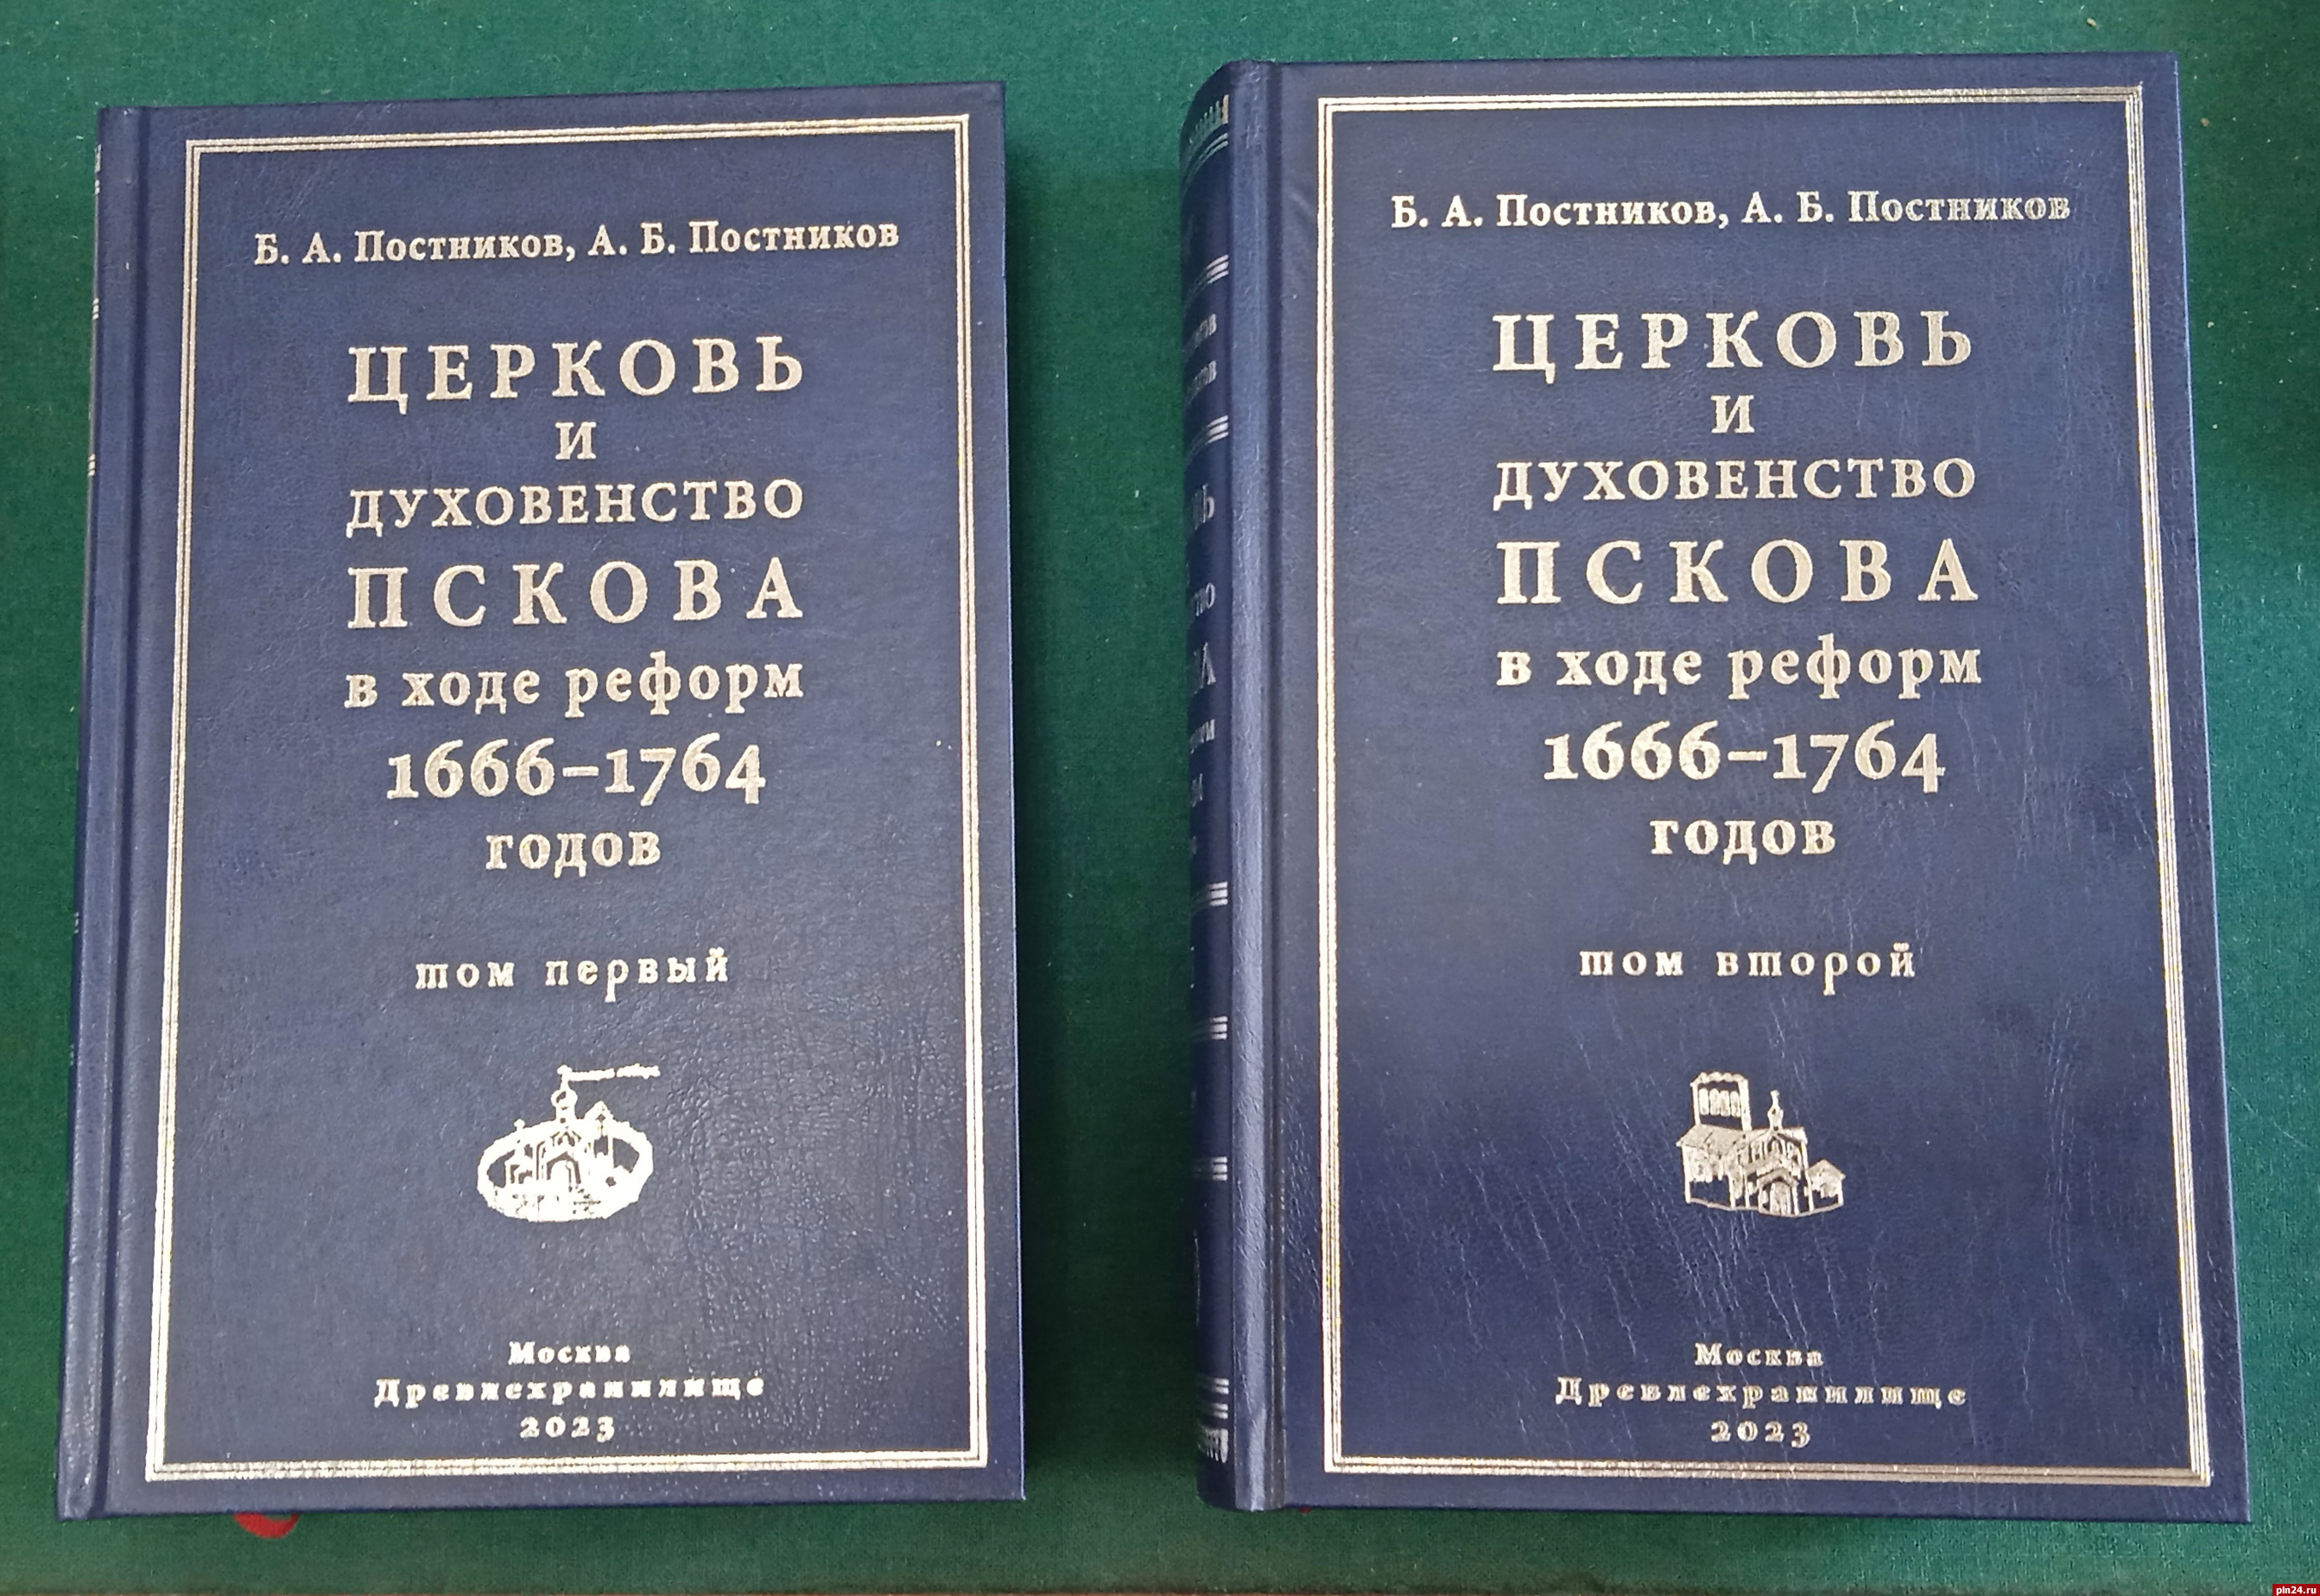 Б. А. Постников, А. Б. Постников
ЦЕРКОВЬ
И
ДУХОВЕНСТВО
ПСКОВА
в ходе реформ
1666–1764
годов
том первый
Москва
Древлехранилище
2023
Б. А. Постников, А. Б. Постников
ЦЕРКОВЬ
И
ДУХОВЕНСТВО
ПСКОВА
в ходе реформ
1666–1764
годов
том второй
Москва
Древлехранилище
2023
pln24.ru